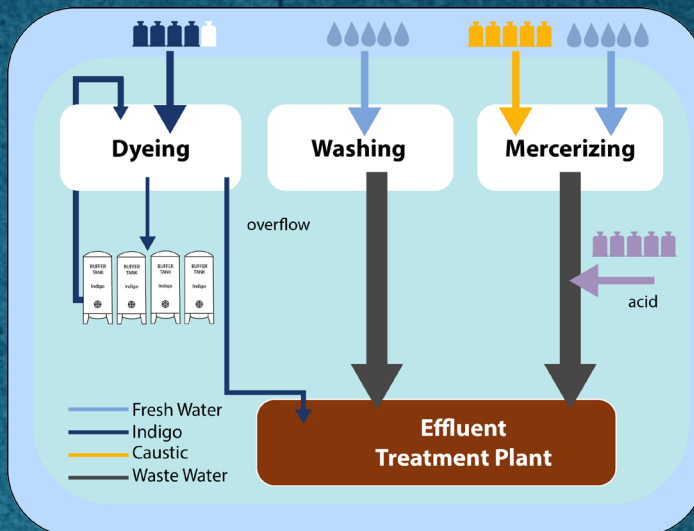 Dyeing
Washing
Mercerizing
overflow
BUFFER
TANK
Indigo
BUFFER
TANK
Indigo
BUFFER
TANK
Indigo
BUFFER
TANK
Indigo
acid
Fresh Water
Indigo
Caustic
Waste Water
Effluent
Treatment Plant